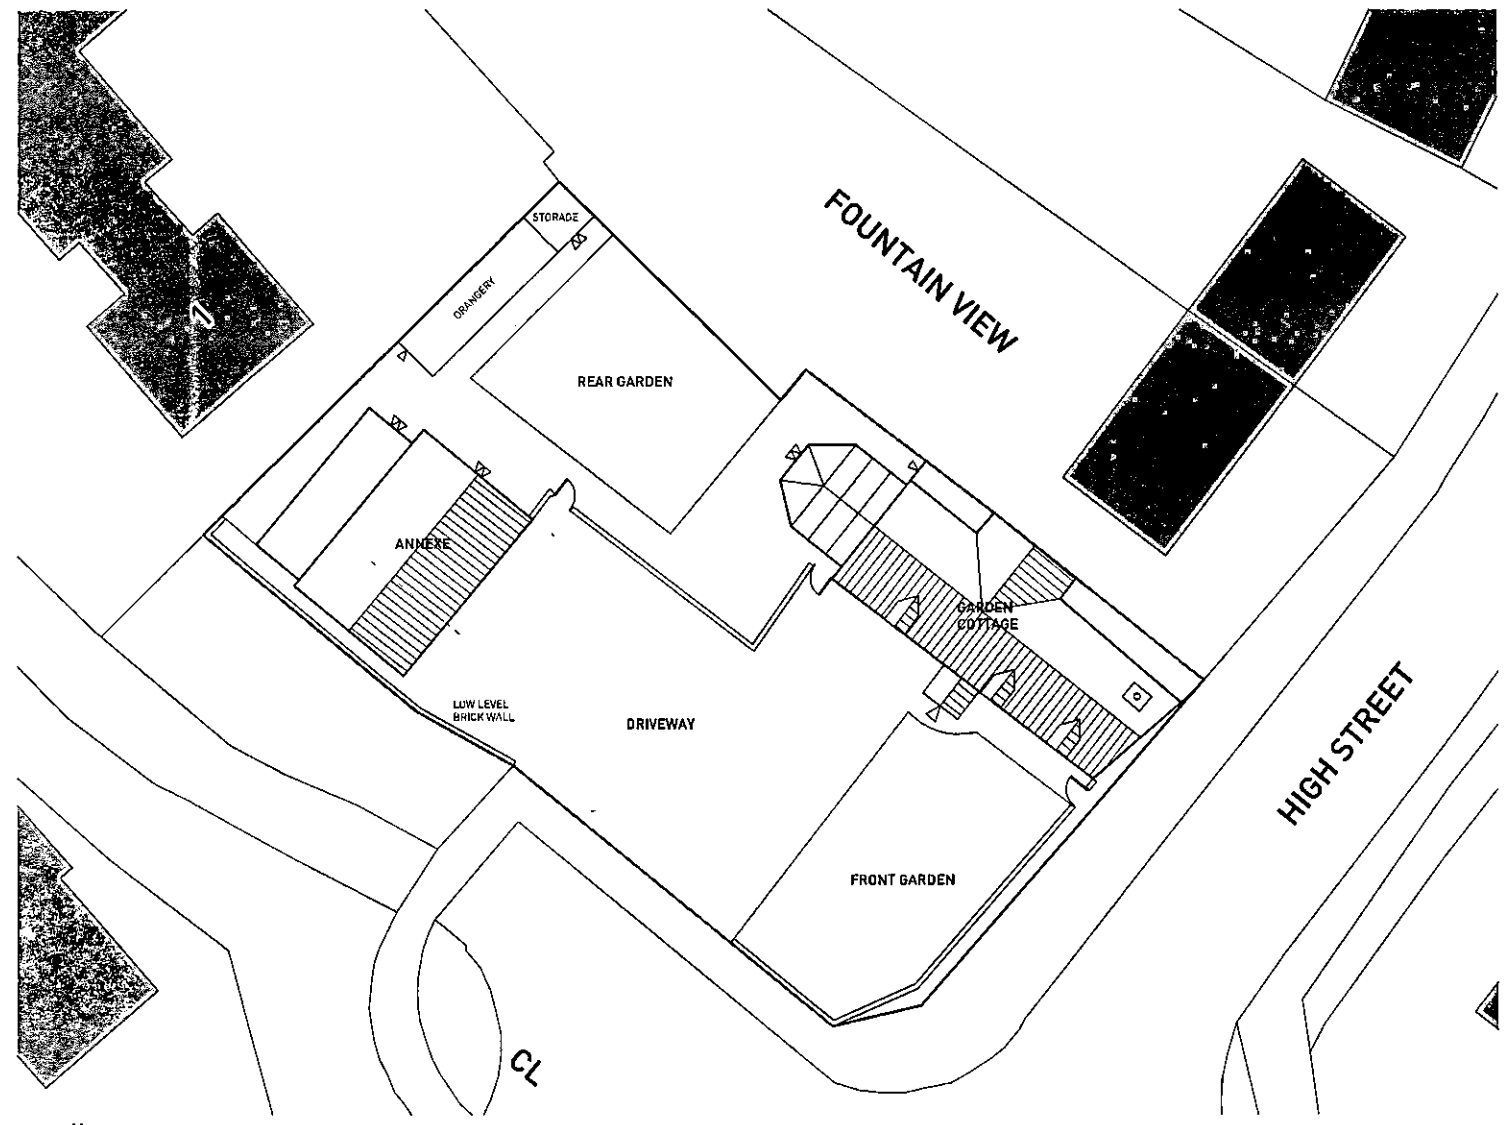 STORAGE
ORANGERY
FOUNTAIN VIEW
1
REAR GARDEN
ANNEXE
GARDEN
COTTAGE
LOW LEVEL
BRICK WALL
DRIVEWAY
HIGH STREET
FRONT GARDEN
CL